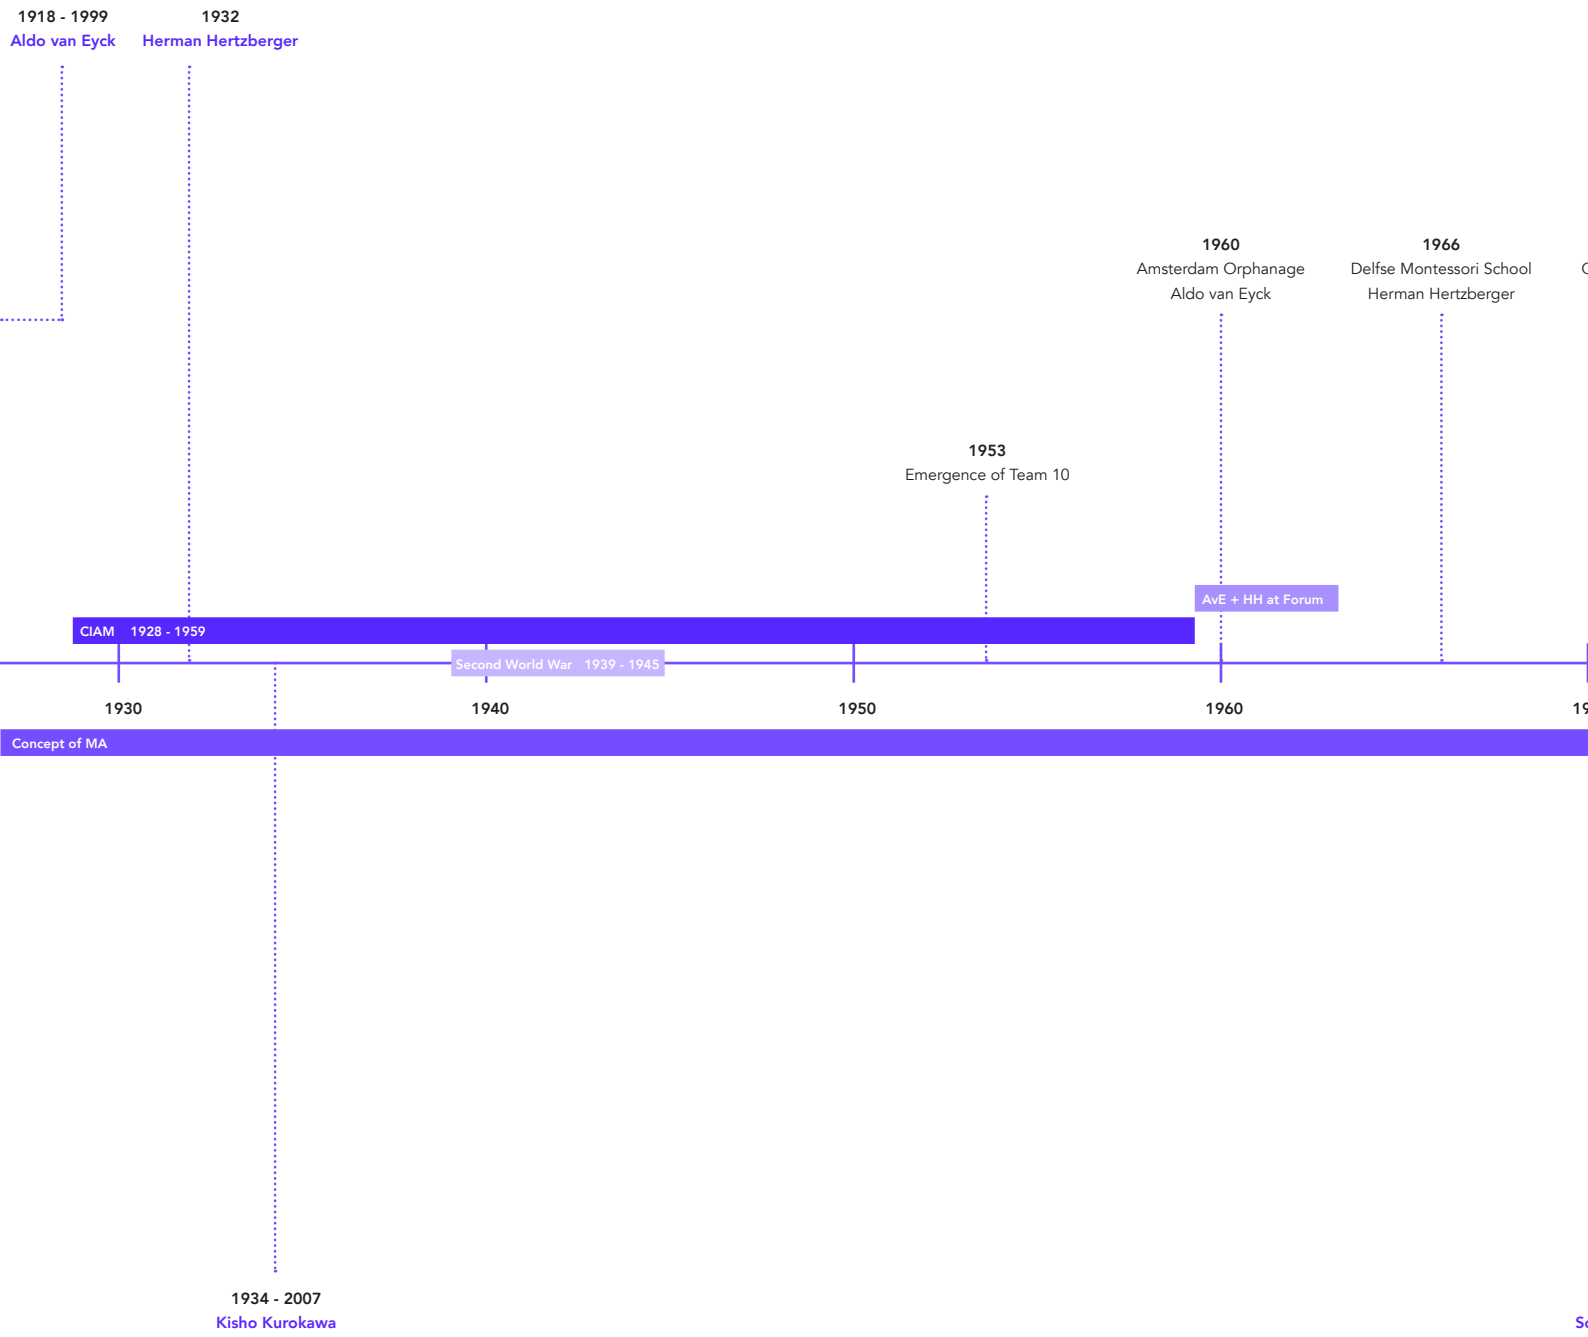 1918 - 1999
Aldo van Eyck
1932
Herman Hertzberger
1960
Amsterdam Orphanage
Aldo van Eyck
1966
Delfse Montessori School
Herman Hertzberger
1953
Emergence of Team 10
AvE + HH at Forum
CIAM 1928 - 1959
Second World War 1939 - 1945
1930
1940
1950
1960
Concept of MA
1934 - 2007
Kisho Kurokawa